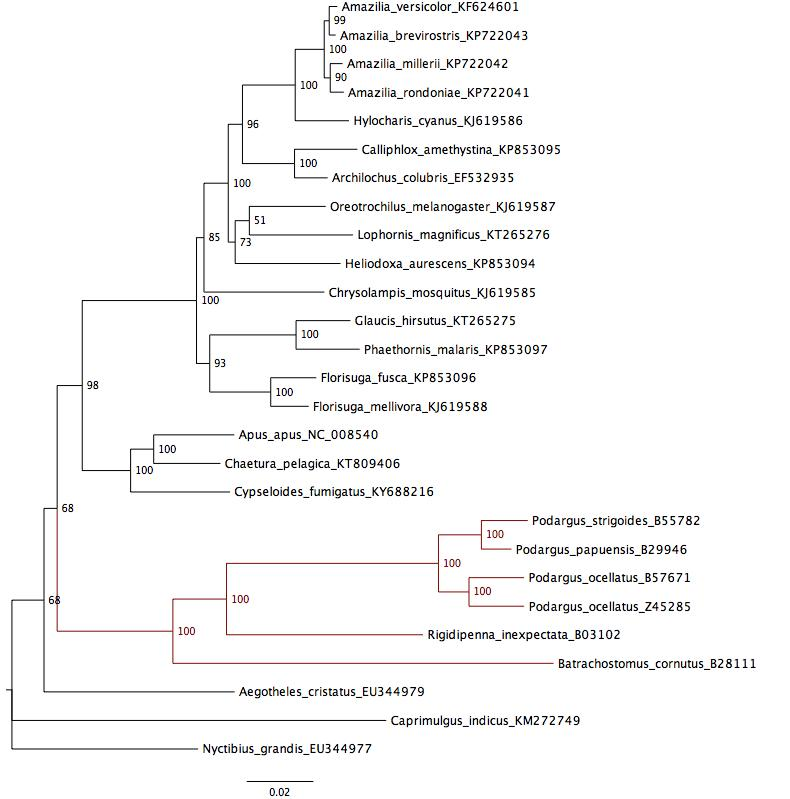 Amazilia_versicolor_KF624601
99
Amazilia_brevirostris_KP722043
100
Amazilia_millerii_KP722042
90
100
Amazilia_rondoniae_KP722041
Hylocharis_cyanus_KJ619586
96
Calliphlox_amethystina_KP853095
100
Archilochus_colubris_EF532935
100
Oreotrochilus_melanogaster_KJ619587
51
Lophornis_magnificus_KT265276
85
73
Heliodoxa_aurescens_KP853094
Chrysolampis_mosquitus_KJ619585
100
Glaucis_hirsutus_KT265275
100
Phaethornis_malaris_KP853097
93
Florisuga_fusca_KP853096
98
100
Florisuga_mellivora_KJ619588
Apus_apus_NC_008540
100
Chaetura_pelagica_KT809406
100
Cypseloides_fumigatus_KY688216
68
Podargus_strigoides_B55782
100
Podargus_papuensis_B29946
100
Podargus_ocellatus_B57671
100
68
100
Podargus_ocellatus_Z45285
100
Rigidipenna_inexpectata_B03102
Batrachostomus_cornutus_B28111
Aegotheles_cristatus_EU344979
Caprimulgus_indicus_KM272749
Nyctibius_grandis_EU344977
0.02